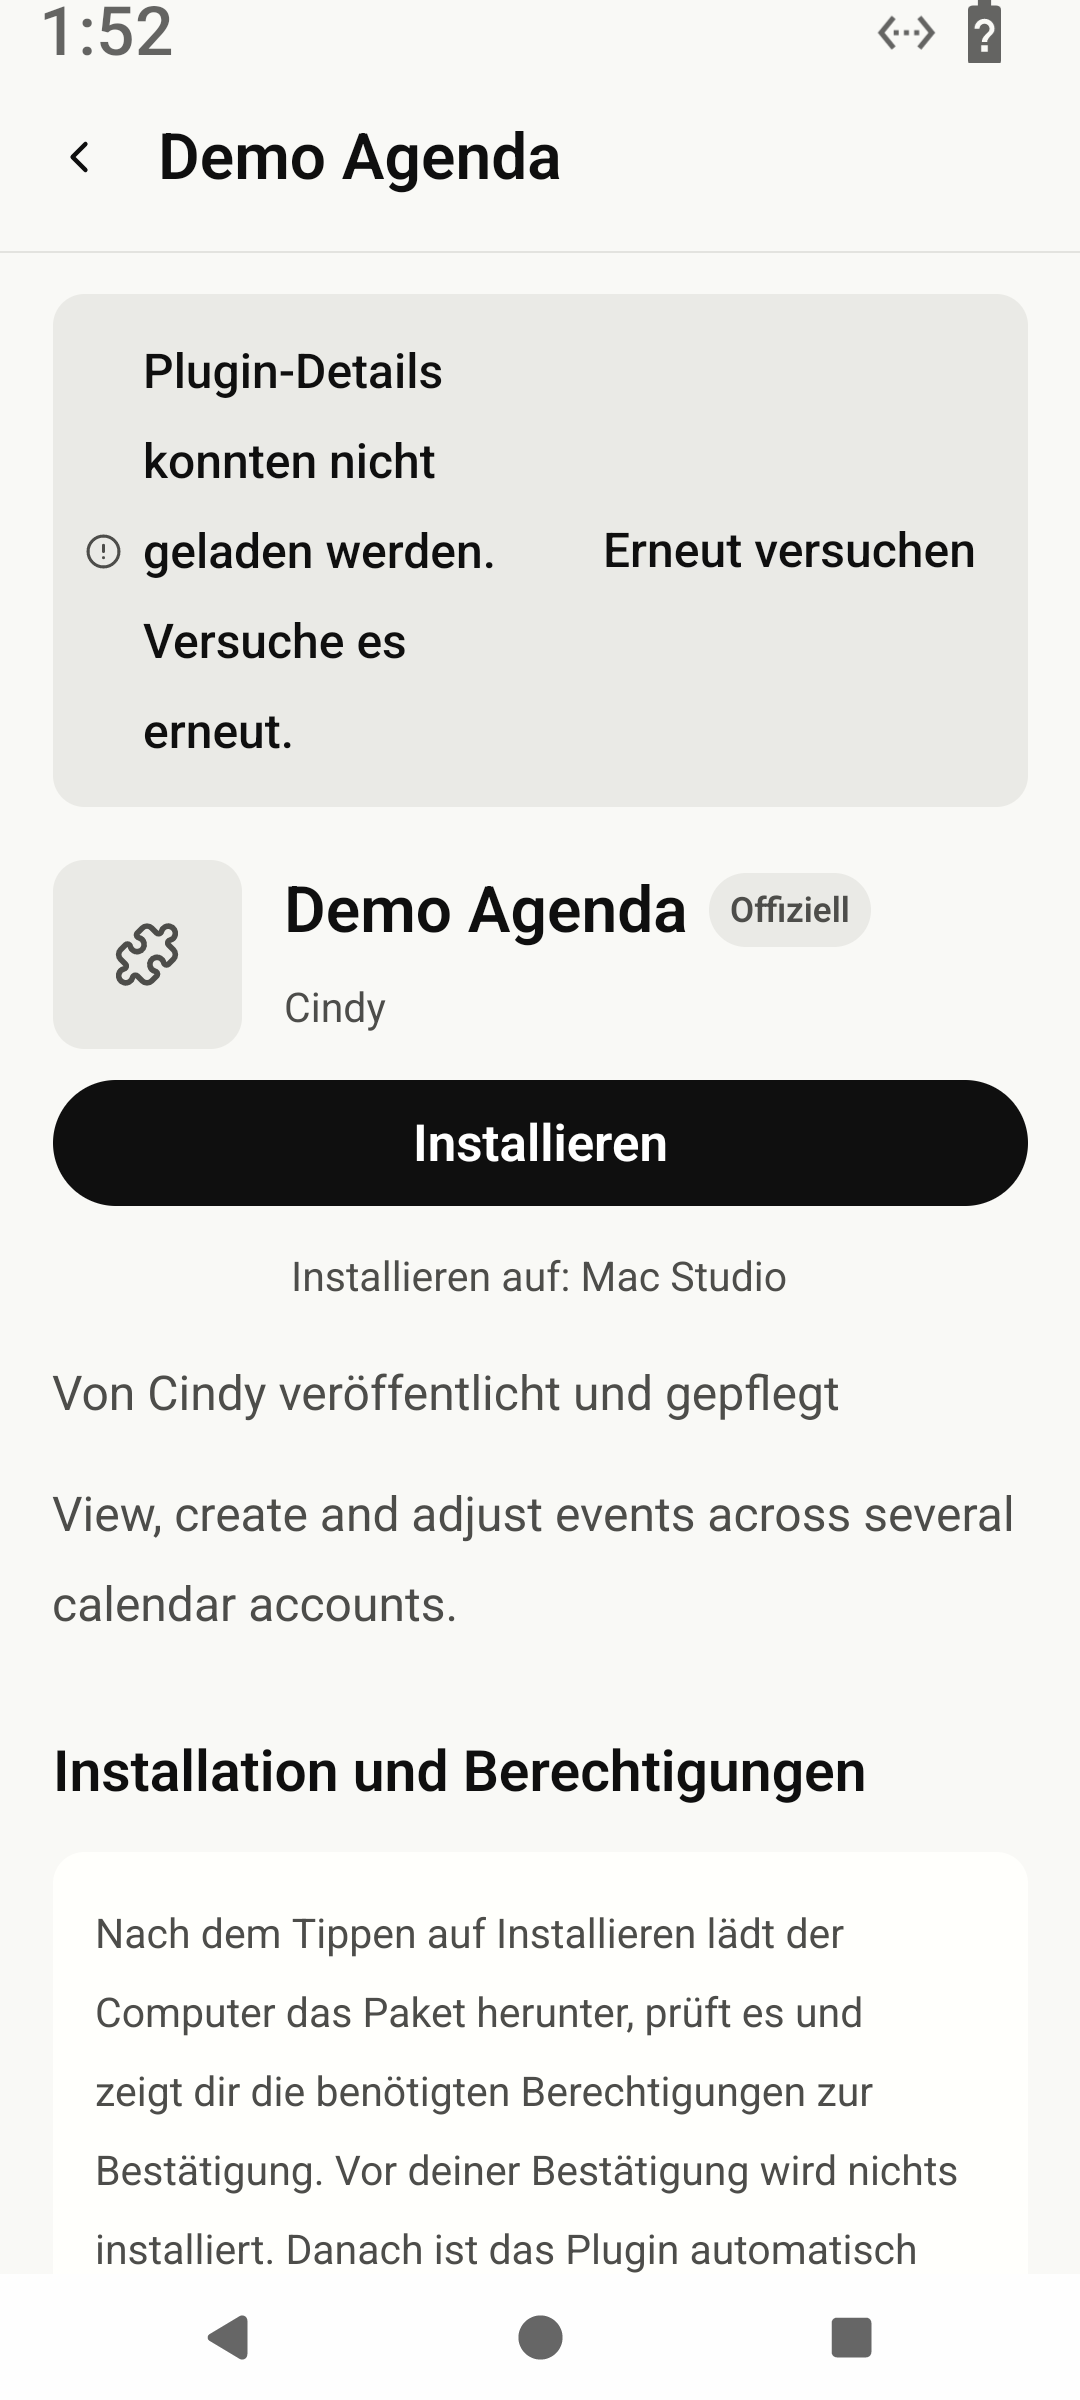 1:52
Demo Agenda
Plugin-Details
konnten nicht
geladen werden.
Versuche es
erneut.
Erneut versuchen
Demo Agenda
Offiziell
Cindy
Installieren
Installieren auf: Mac Studio
Von Cindy veröffentlicht und gepflegt
View, create and adjust events across several
calendar accounts.
Installation und Berechtigungen
Nach dem Tippen auf Installieren lädt der
Computer das Paket herunter, prüft es und
zeigt dir die benötigten Berechtigungen zur
Bestätigung. Vor deiner Bestätigung wird nichts
installiert. Danach ist das Plugin automatisch